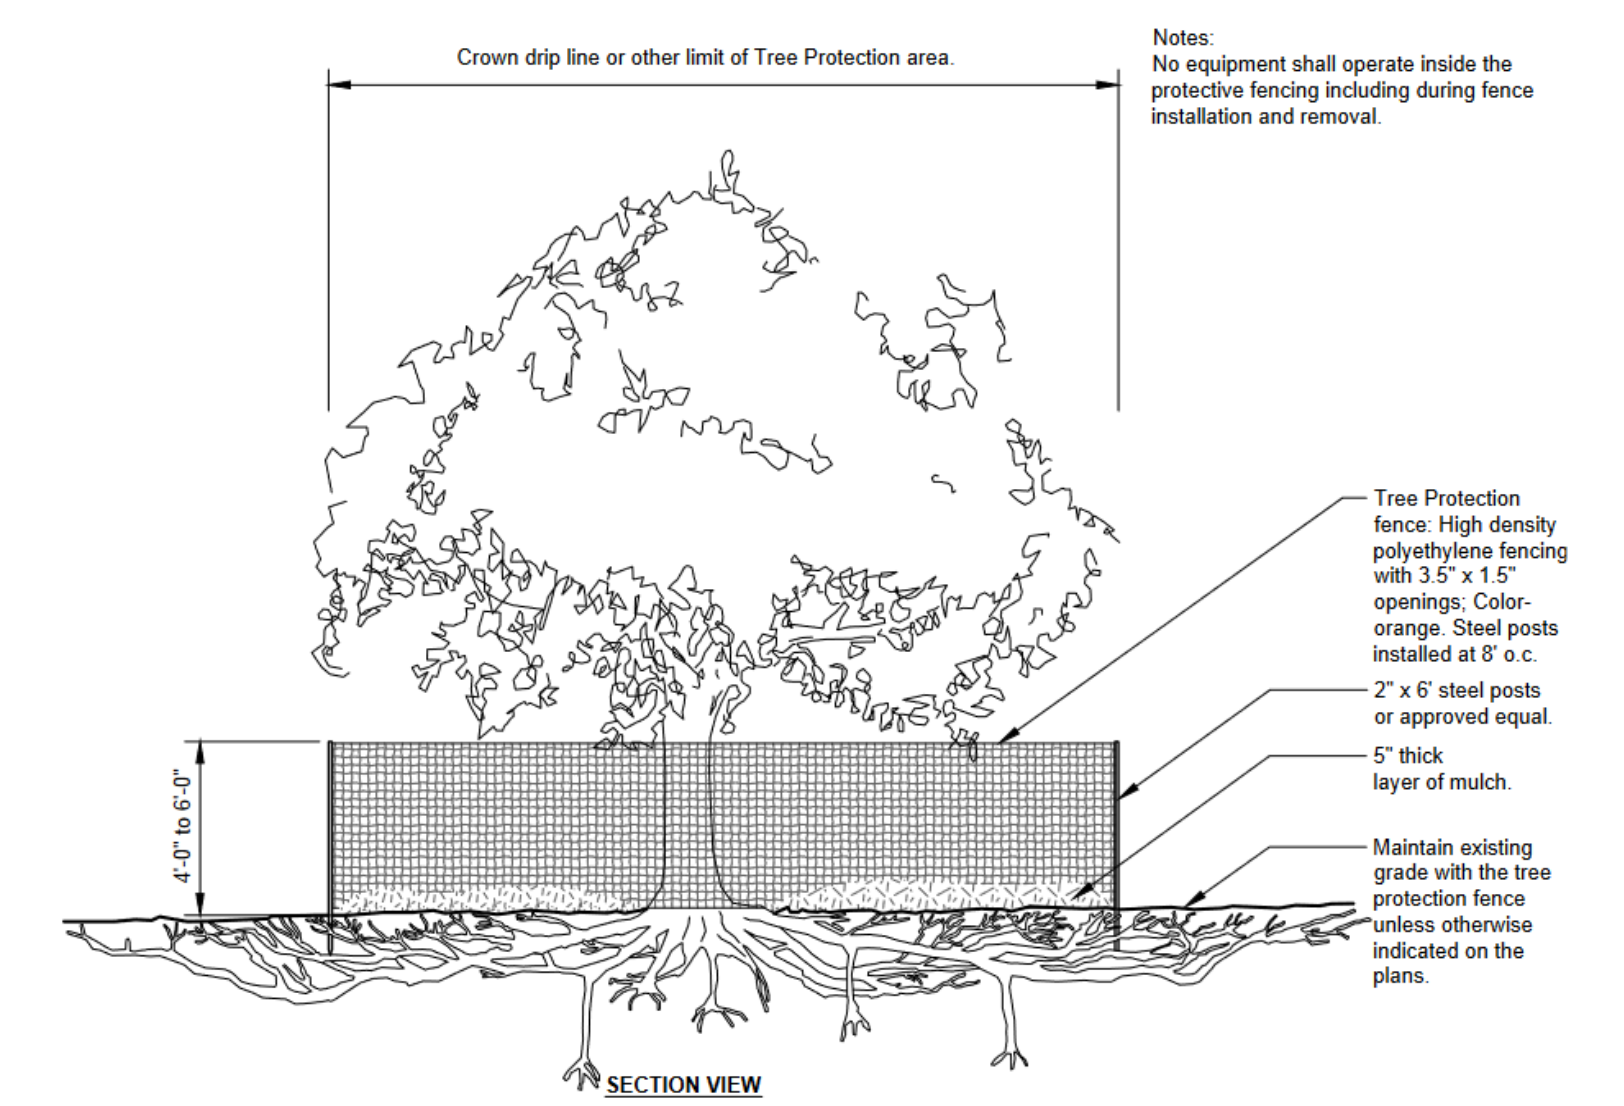 Crown drip line or other limit of Tree Protection area.
Notes:
No equipment shall operate inside the
protective fencing including during fence
installation and removal.
Tree Protection
fence: High density
polyethylene fencing
with 3.5" x 1.5"
openings; Color-
orange. Steel posts
installed at 8' o.c.
2" x 6' steel posts
or approved equal.
5" thick
layer of mulch.
Maintain existing
grade with the tree
protection fence
unless otherwise
indicated on the
plans.
4'-0" to 6'-0"
SECTION VIEW